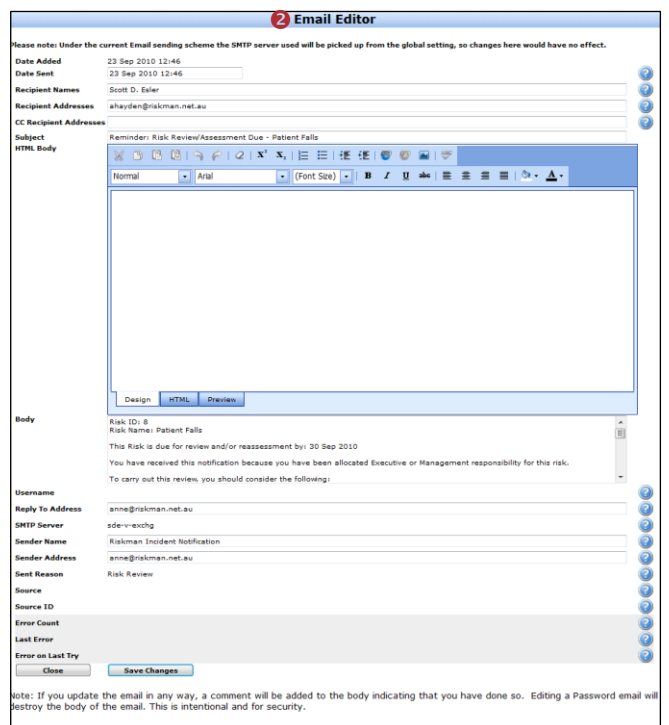 2 Email Editor
Please note: Under the current Email sending scheme the SMTP server used will be picked up from the global setting, so changes here would have no effect.
Date Added 23 Sep 2010 12:46
Date Sent 23 Sep 2010 12:46
Recipient Names Scott D. Esler
Recipient Addresses ahayden@riskman.net.au
CC Recipient Addresses
Subject Reminder: Risk Review/Assessment Due - Patient Falls
HTML Body
X² X₂
Normal Arial (Font Size) B I U abc A
Design HTML Preview
Body Risk ID: 8
Risk Name: Patient Falls
This Risk is due for review and/or reassessment by: 30 Sep 2010
You have received this notification because you have been allocated Executive or Management responsibility for this risk.
To carry out this review, you should consider the following:
Username
Reply To Address anne@riskman.net.au
SMTP Server sde-v-exchg
Sender Name Riskman Incident Notification
Sender Address anne@riskman.net.au
Sent Reason Risk Review
Source
Source ID
Error Count
Last Error
Error on Last Try
Close Save Changes
Note: If you update the email in any way, a comment will be added to the body indicating that you have done so. Editing a Password email will
destroy the body of the email. This is intentional and for security.